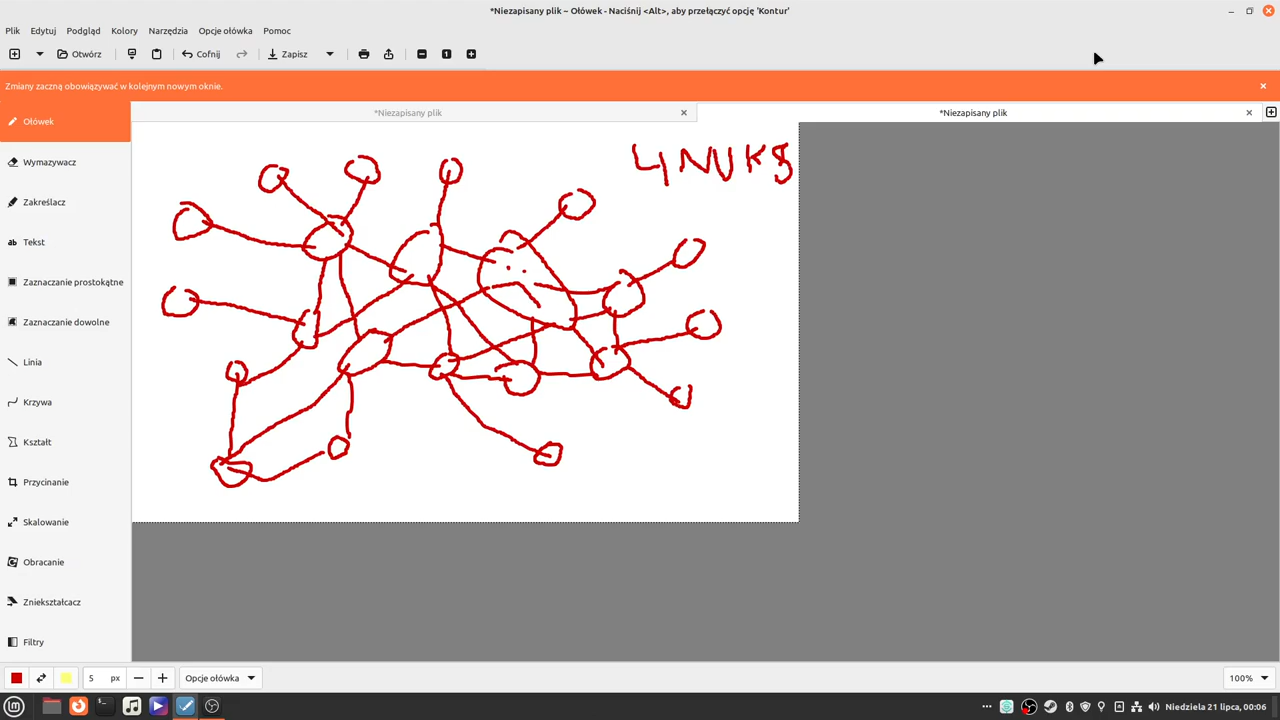 *Niezapisany plik ~ Ołówek - Naciśnij <Alt>, aby przełączyć opcję 'Kontur'
Plik Edytuj Podgląd Kolory Narzędzia Opcje ołówka Pomoc
Otwórz Cofnij Zapisz 1
Zmiany zaczną obowiązywać w kolejnym nowym oknie.
*Niezapisany plik *Niezapisany plik
Ołówek
Wymazywacz
Zakreślacz
ab Tekst
Zaznaczanie prostokątne
Zaznaczanie dowolne
Linia
Krzywa
Kształt
Przycinanie
Skalowanie
Obracanie
Zniekształcacz
Filtry
5 px Opcje ołówka 100%
Niedziela 21 lipca, 00:06